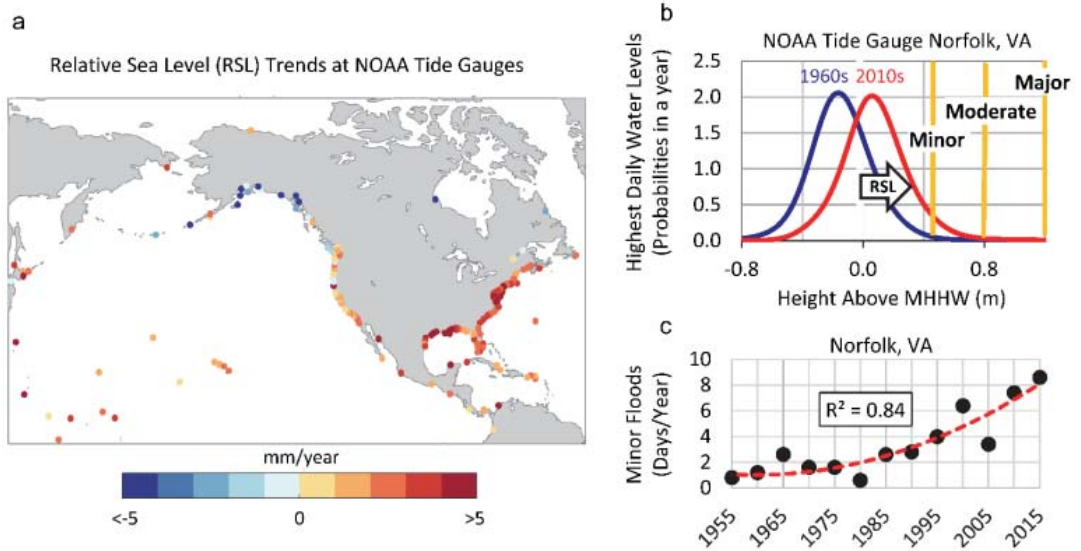 a
Relative Sea Level (RSL) Trends at NOAA Tide Gauges
mm/year
<-5
0
>5
b
NOAA Tide Gauge Norfolk, VA
Highest Daily Water Levels
(Probabilities in a year)
2.5
2.0
1.5
1.0
0.5
0.0
1960s 2010s
Major
Moderate
Minor
RSL
-0.8
0.0
0.8
Height Above MHHW (m)
c
Norfolk, VA
Minor Floods
(Days/Year)
10
8
6
4
2
0
R² = 0.84
1955
1965
1975
1985
1995
2005
2015